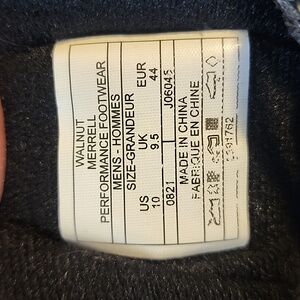 WALNUT
MERRELL
PERFORMANCE FOOTWEAR
MENS - HOMMES
SIZE-GRANDEUR
US UK EUR
10 9.5 44
0821 J06045
MADE IN CHINA
FABRIQUE EN CHINE